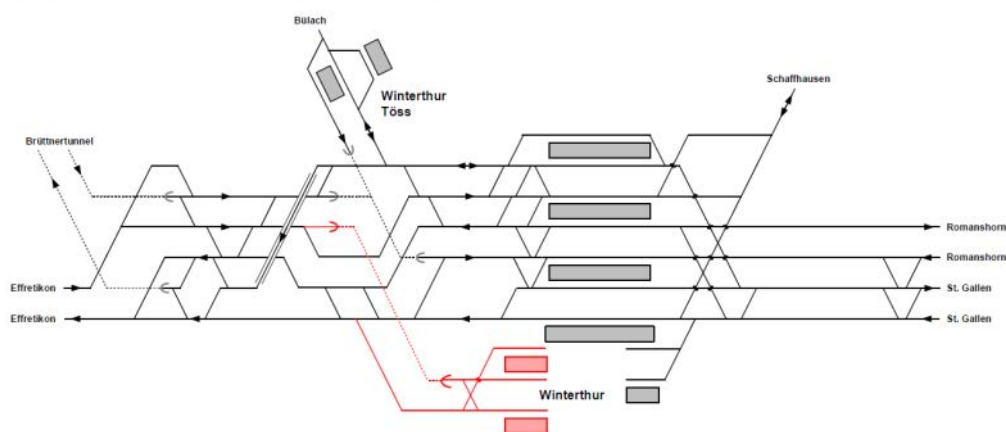 Bülach
Winterthur
Töss
Schaffhausen
Brüttnertunnel
Romanshorn
Romanshorn
Effretikon
St. Gallen
Effretikon
St. Gallen
Winterthur